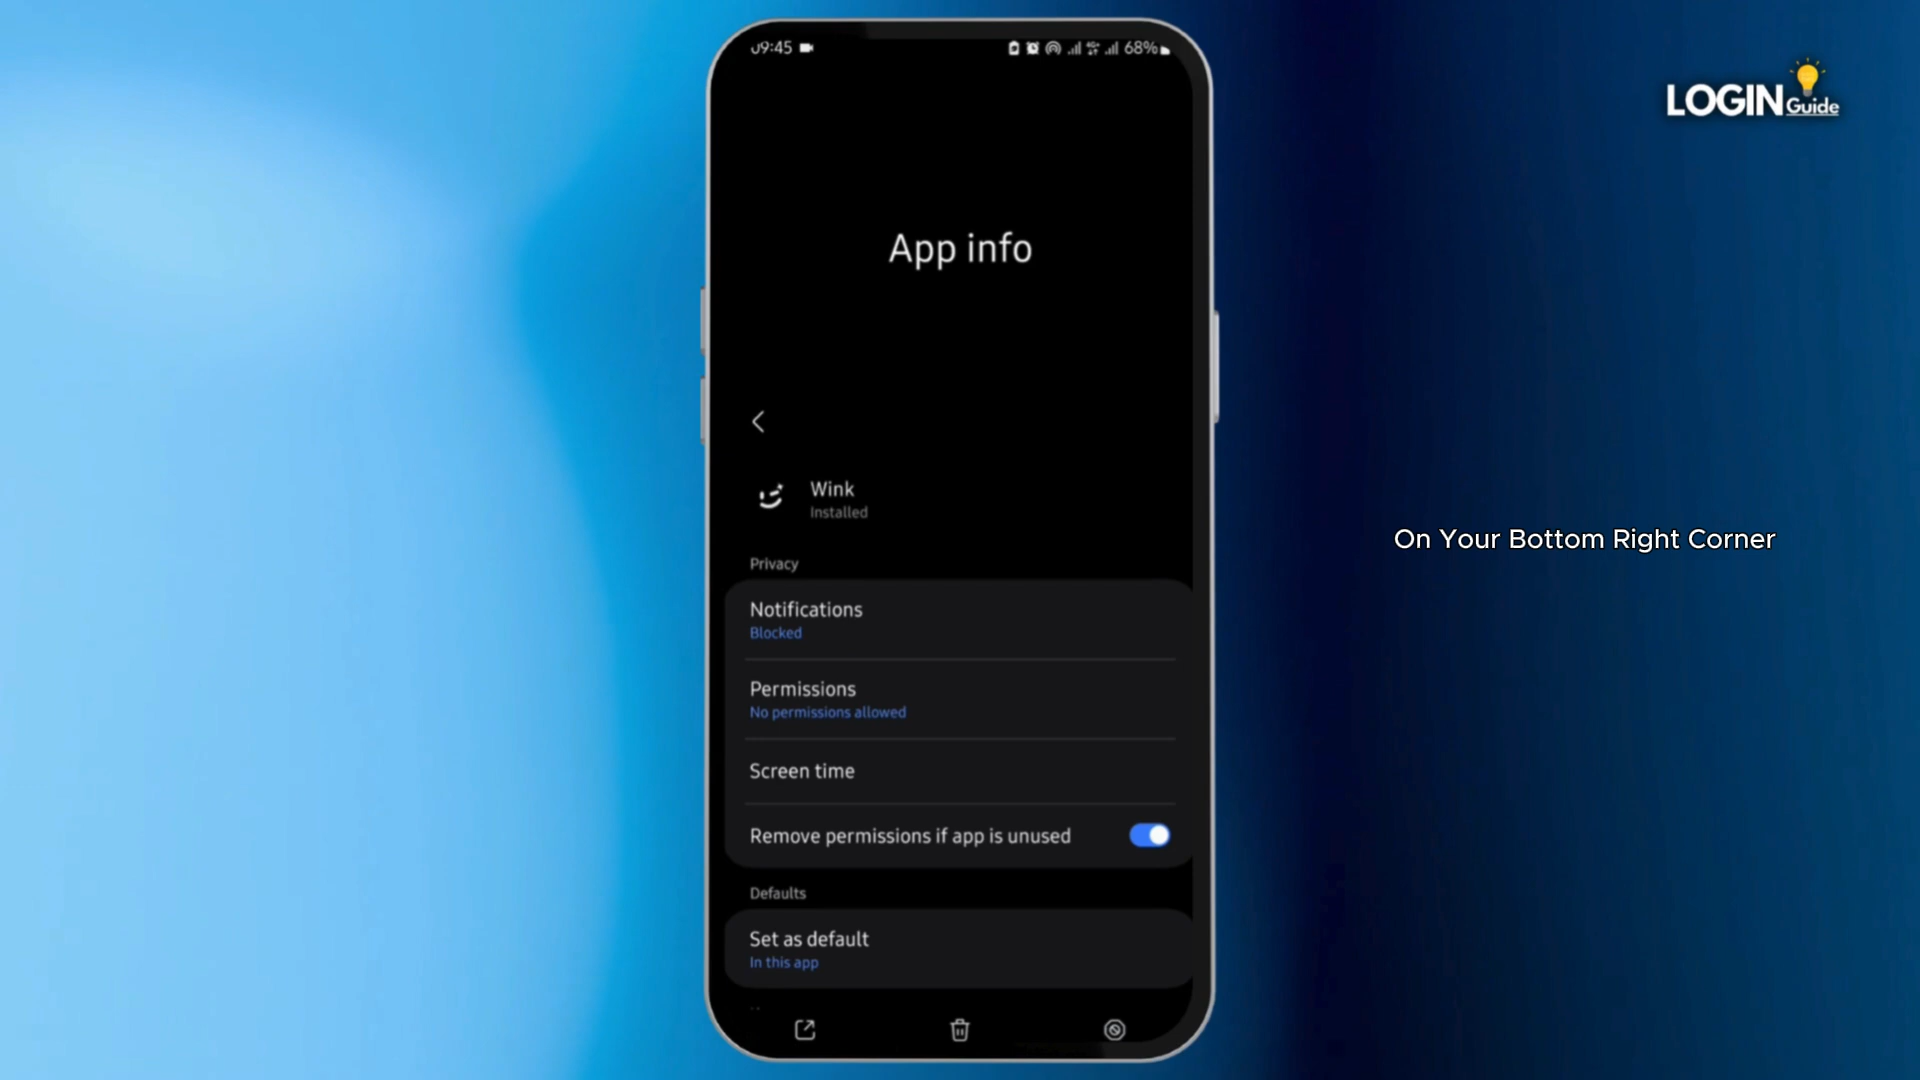 09:45
68%
LOGIN Guide
App info
Wink
Installed
On Your Bottom Right Corner
Privacy
Notifications
Blocked
Permissions
No permissions allowed
Screen time
Remove permissions if app is unused
Defaults
Set as default
In this app